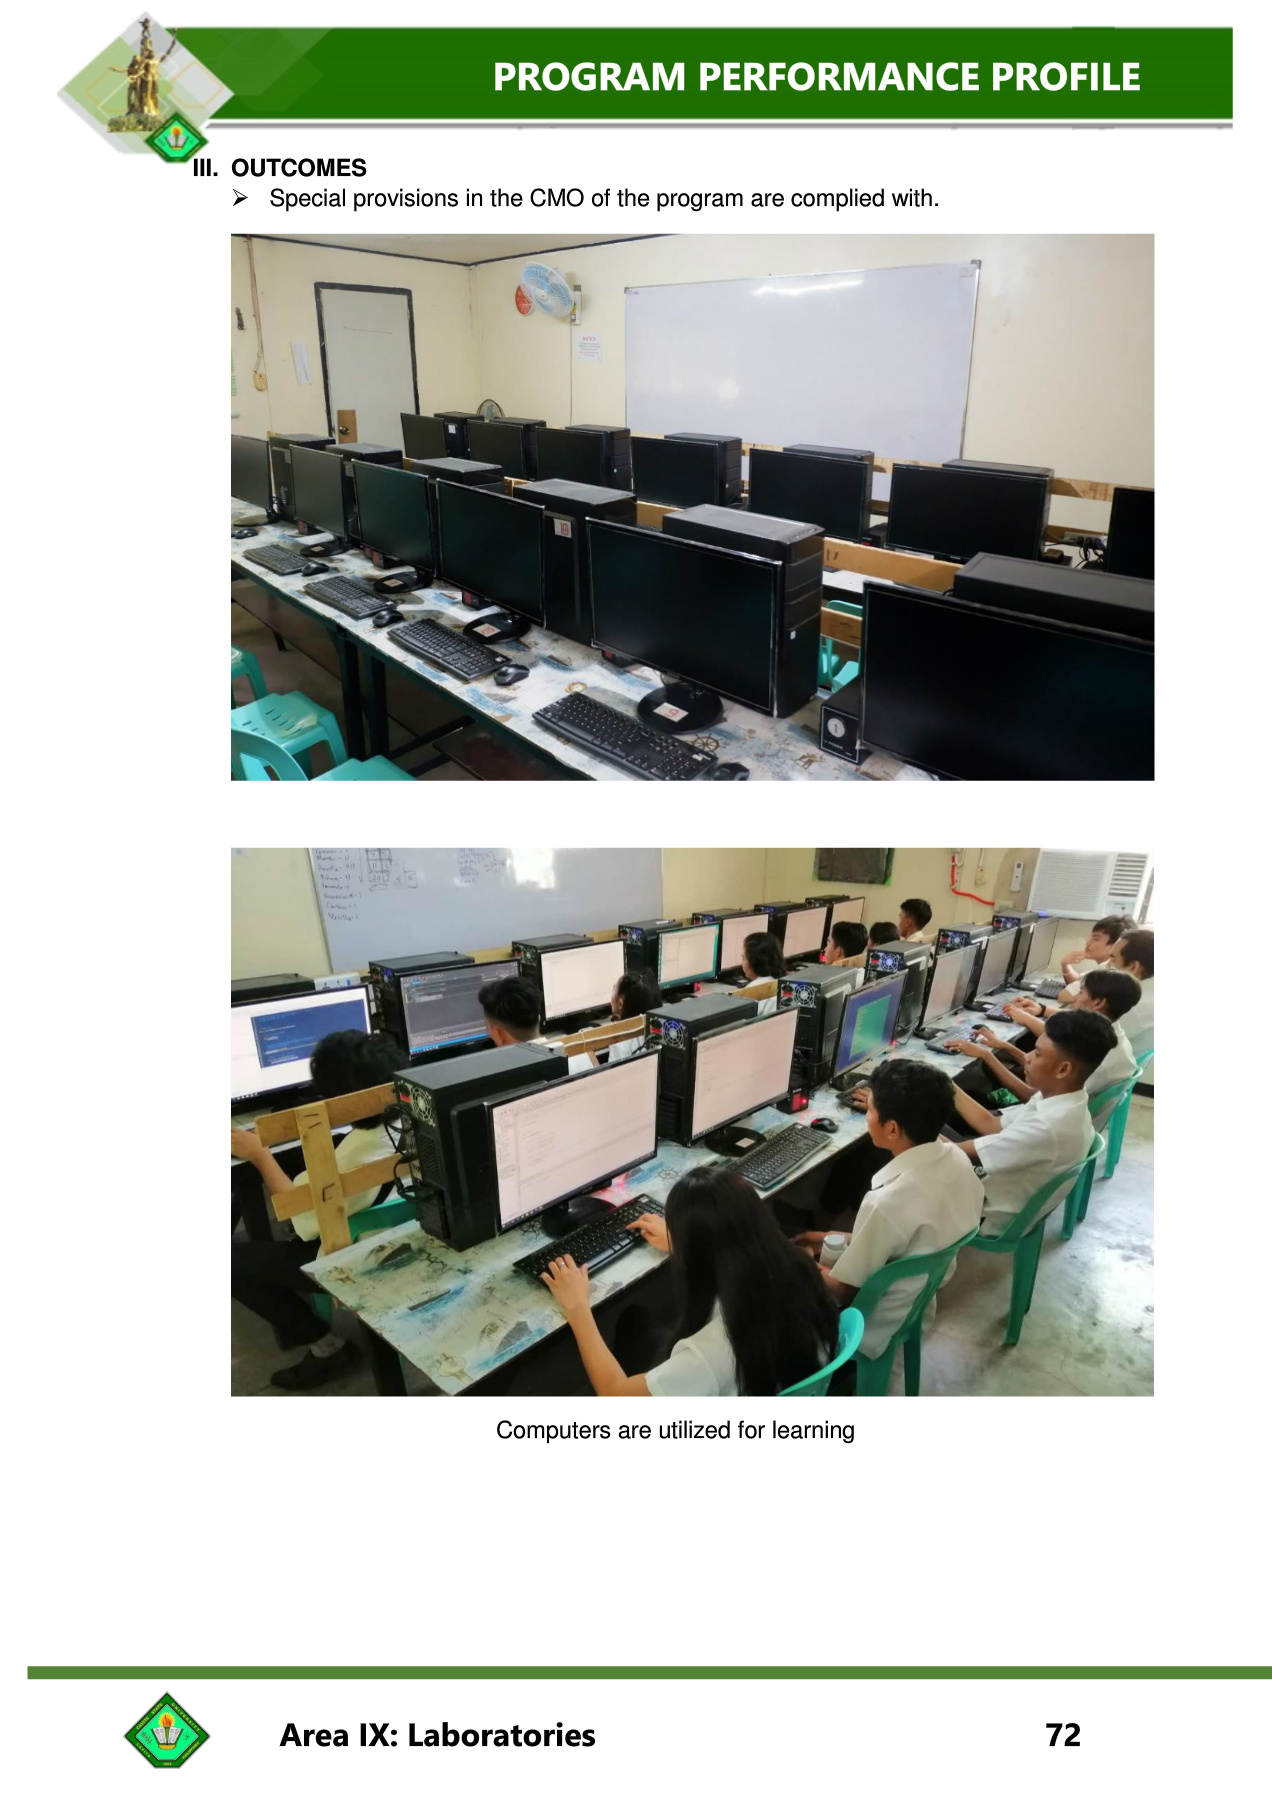 PROGRAM PERFORMANCE PROFILE
III. OUTCOMES
➢ Special provisions in the CMO of the program are complied with.
Computers are utilized for learning
Area IX: Laboratories
72